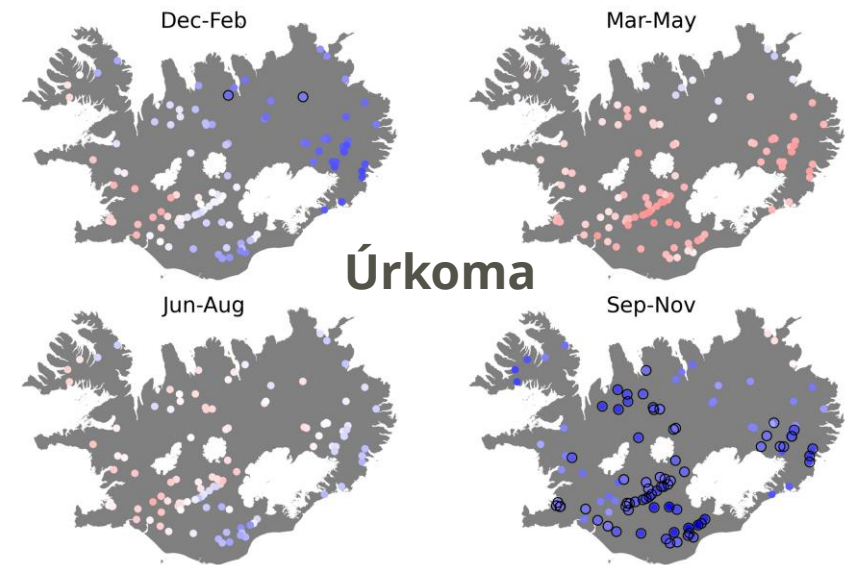 Dec-Feb
Mar-May
Úrkoma
Jun-Aug
Sep-Nov